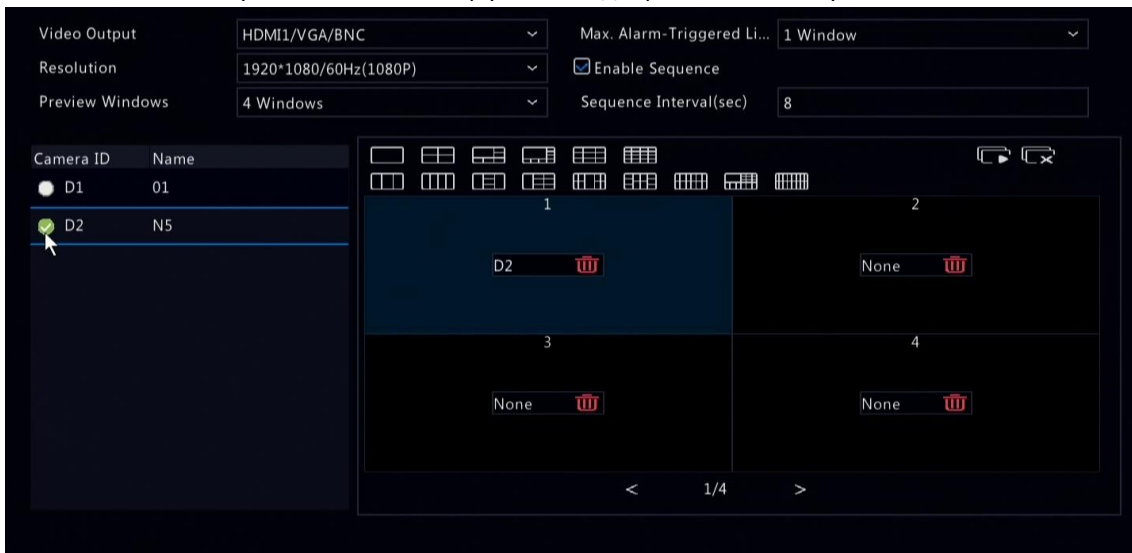 Video Output HDMI1/VGA/BNC Max. Alarm-Triggered Li... 1 Window
Resolution 1920*1080/60Hz(1080P) Enable Sequence
Preview Windows 4 Windows Sequence Interval(sec) 8
Camera ID Name
D1 01
D2 N5
1 2
D2 None
3 4
None None
< 1/4 >